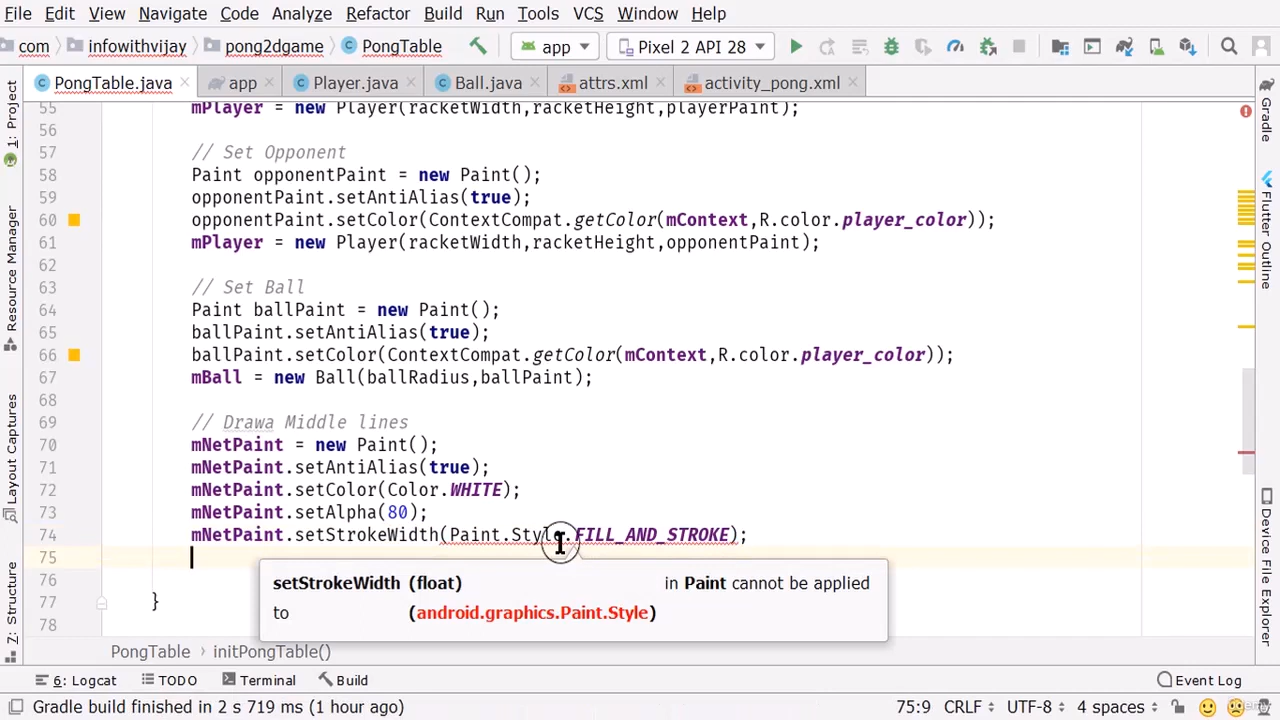 File Edit View Navigate Code Analyze Refactor Build Run Tools VCS Window Help
com infowithvijay pong2dgame PongTable app Pixel 2 API 28
PongTable.java app Player.java Ball.java attrs.xml activity_pong.xml
55 mPlayer = new Player(racketWidth,racketHeight,playerPaint);
56
57 // Set Opponent
58 Paint opponentPaint = new Paint();
59 opponentPaint.setAntiAlias(true);
60 opponentPaint.setColor(ContextCompat.getColor(mContext,R.color.player_color));
61 mPlayer = new Player(racketWidth,racketHeight,opponentPaint);
62
63 // Set Ball
64 Paint ballPaint = new Paint();
65 ballPaint.setAntiAlias(true);
66 ballPaint.setColor(ContextCompat.getColor(mContext,R.color.player_color));
67 mBall = new Ball(ballRadius,ballPaint);
68
69 // Drawa Middle lines
70 mNetPaint = new Paint();
71 mNetPaint.setAntiAlias(true);
72 mNetPaint.setColor(Color.WHITE);
73 mNetPaint.setAlpha(80);
74 mNetPaint.setStrokeWidth(Paint.Style.FILL_AND_STROKE);
75
76
77 }
78
setStrokeWidth (float) in Paint cannot be applied
to (android.graphics.Paint.Style)
PongTable initPongTable()
6: Logcat TODO Terminal Build Event Log
Gradle build finished in 2 s 719 ms (1 hour ago) 75:9 CRLF UTF-8 4 spaces
1: Project
Resource Manager
Layout Captures
Z: Structure
Gradle
Flutter Outline
Device File Explorer